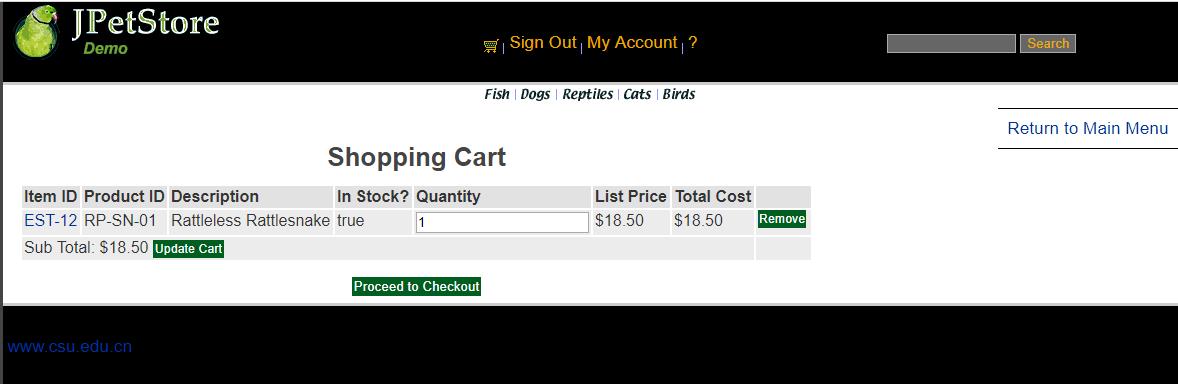 JPetStore
Demo
Sign Out | My Account | ?
Search
Fish | Dogs | Reptiles | Cats | Birds
Return to Main Menu
Shopping Cart
Item ID Product ID Description In Stock? Quantity List Price Total Cost
EST-12 RP-SN-01 Rattleless Rattlesnake true 1 $18.50 $18.50 Remove
Sub Total: $18.50 Update Cart
Proceed to Checkout
www.csu.edu.cn